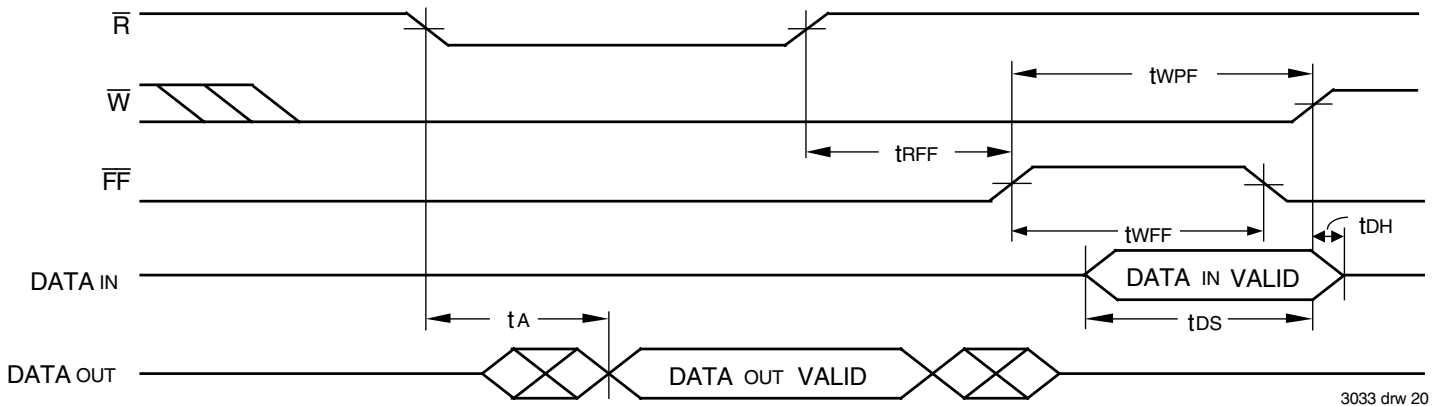 R̅
tWPF
W̅
tRFF
F̅F̅
tWFF
tDH
DATA IN
DATA IN VALID
tA
tDS
DATA OUT
DATA OUT VALID
3033 drw 20